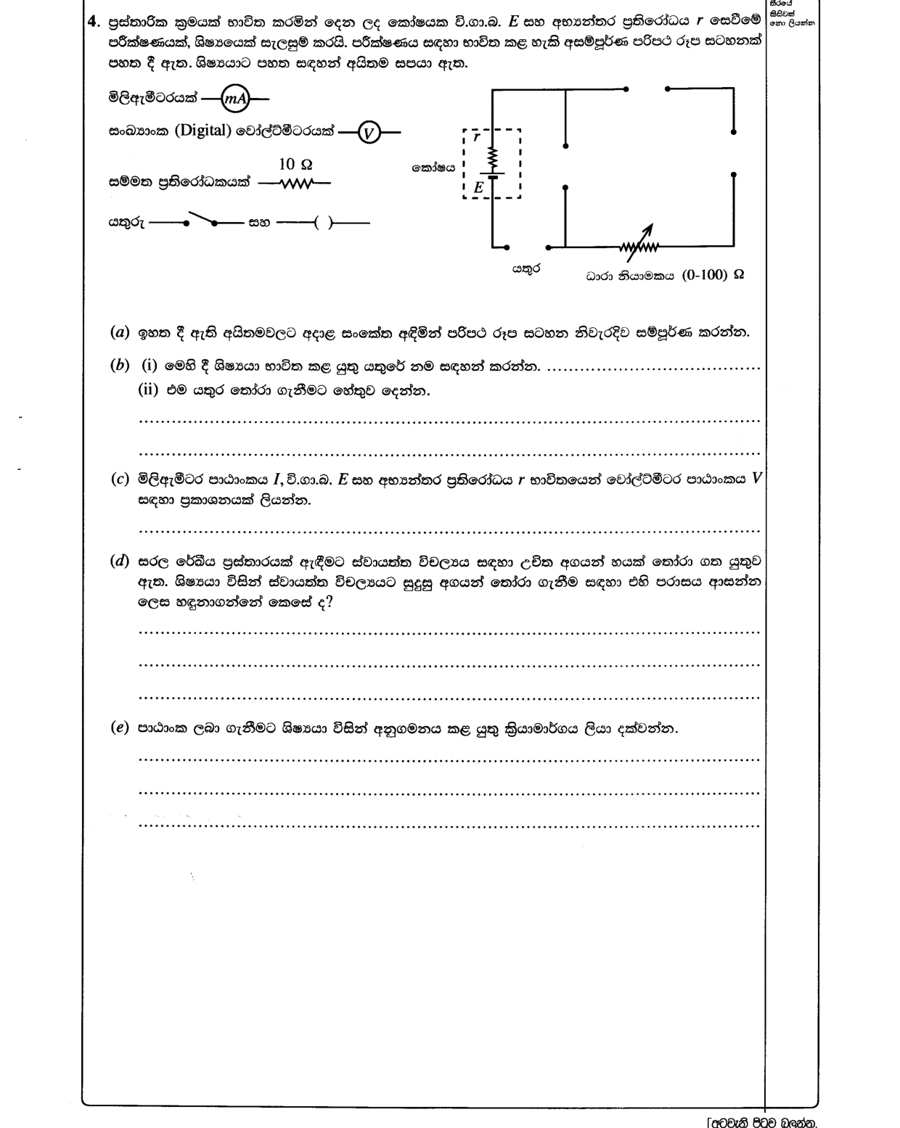 තීරයේ
කිසිවක්
නො ලියන්න
4. ප්‍රස්තාරික ක්‍රමයක් භාවිත කරමින් දෙන ලද කෝෂයක වි.ගා.බ. E සහ අභ්‍යන්තර ප්‍රතිරෝධය r සෙවීමේ
පරීක්ෂණයක්, ශිෂ්‍යයෙක් සැලසුම් කරයි. පරීක්ෂණය සඳහා භාවිත කළ හැකි අසම්පූර්ණ පරිපථ රූප සටහනක්
පහත දී ඇත. ශිෂ්‍යයාට පහත සඳහන් අයිතම සපයා ඇත.
මිලිඇමීටරයක් mA
සංඛ්‍යාංක (Digital) වෝල්ට්මීටරයක් V
10 Ω
සම්මත ප්‍රතිරෝධකයක්
යතුරු සහ ( )
කෝෂය
r
E
යතුර
ධාරා නියාමකය (0-100) Ω
(a) ඉහත දී ඇති අයිතමවලට අදාළ සංකේත අඳිමින් පරිපථ රූප සටහන නිවැරදිව සම්පූර්ණ කරන්න.
(b) (i) මෙහි දී ශිෂ්‍යයා භාවිත කළ යුතු යතුරේ නම සඳහන් කරන්න. ........................................
(ii) එම යතුර තෝරා ගැනීමට හේතුව දෙන්න.
(c) මිලිඇමීටර පාඨාංකය I, වි.ගා.බ. E සහ අභ්‍යන්තර ප්‍රතිරෝධය r භාවිතයෙන් වෝල්ට්මීටර පාඨාංකය V
සඳහා ප්‍රකාශනයක් ලියන්න.
(d) සරල රේඛීය ප්‍රස්තාරයක් ඇඳීමට ස්වායත්ත විචල්‍යය සඳහා උචිත අගයන් හයක් තෝරා ගත යුතුව
ඇත. ශිෂ්‍යයා විසින් ස්වායත්ත විචල්‍යයට සුදුසු අගයන් තෝරා ගැනීම සඳහා එහි පරාසය ආසන්න
ලෙස හඳුනාගන්නේ කෙසේ ද?
(e) පාඨාංක ලබා ගැනීමට ශිෂ්‍යයා විසින් අනුගමනය කළ යුතු ක්‍රියාමාර්ගය ලියා දක්වන්න.
[අටවැනි පිටුව බලන්න.